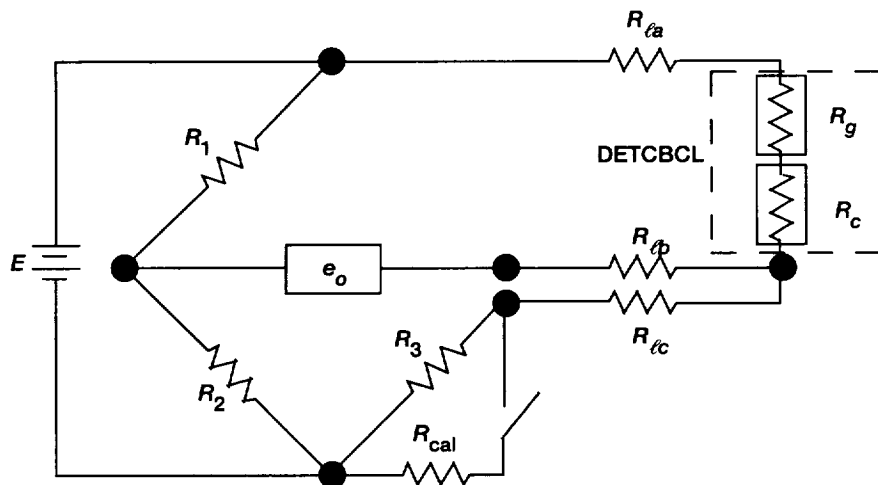 R_ℓa
R_1
R_g
DETCBCL
R_c
E
e_o
R_ℓb
R_3
R_ℓc
R_2
R_cal